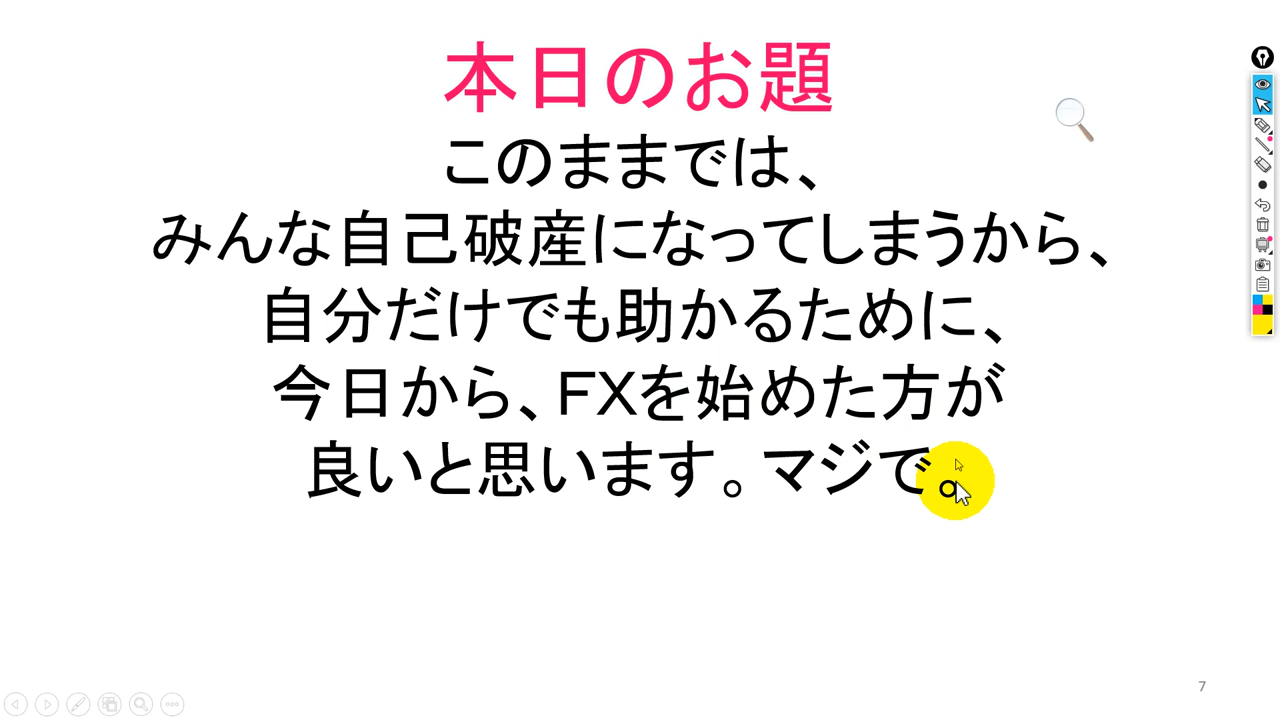 本日のお題
このままでは、
みんな自己破産になってしまうから、
自分だけでも助かるために、
今日から、FXを始めた方が
良いと思います。マジで。
7